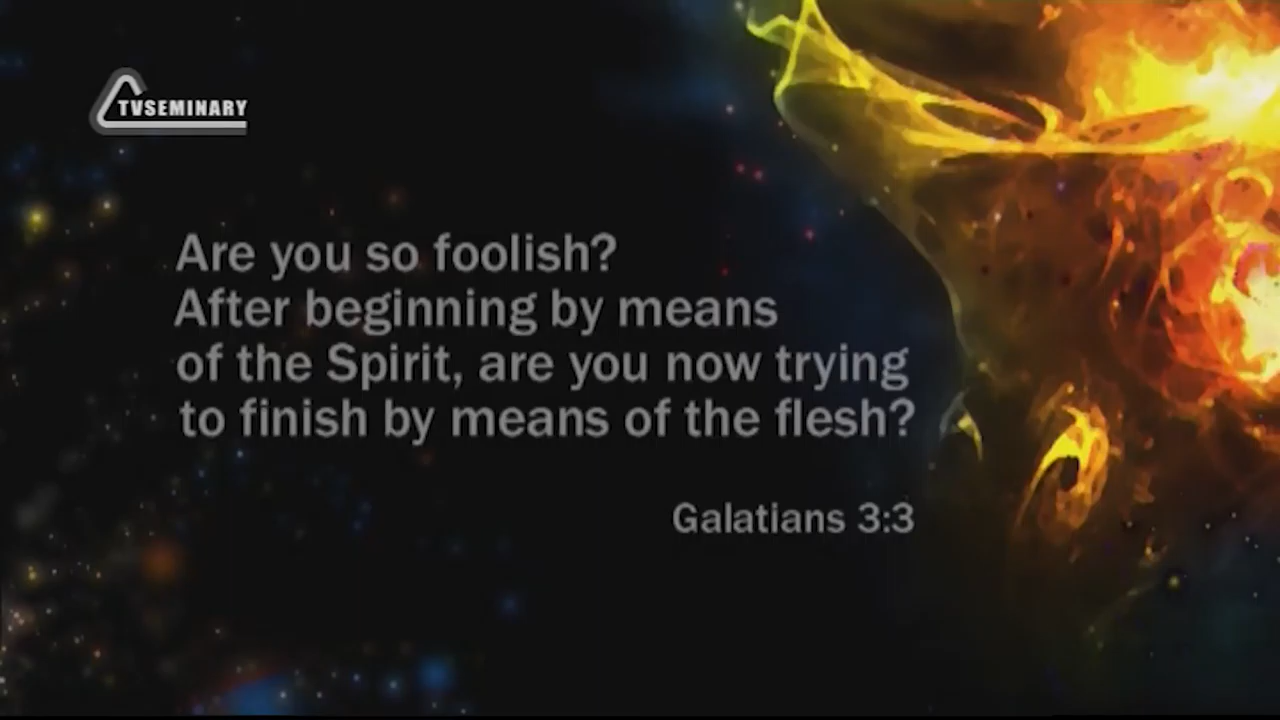 TVSEMINARY
Are you so foolish?
After beginning by means
of the Spirit, are you now trying
to finish by means of the flesh?
Galatians 3:3